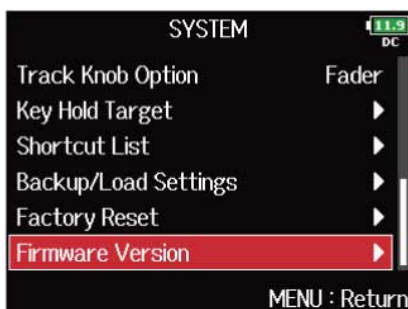 SYSTEM
11.9
DC
Track Knob Option Fader
Key Hold Target
Shortcut List
Backup/Load Settings
Factory Reset
Firmware Version
MENU : Return